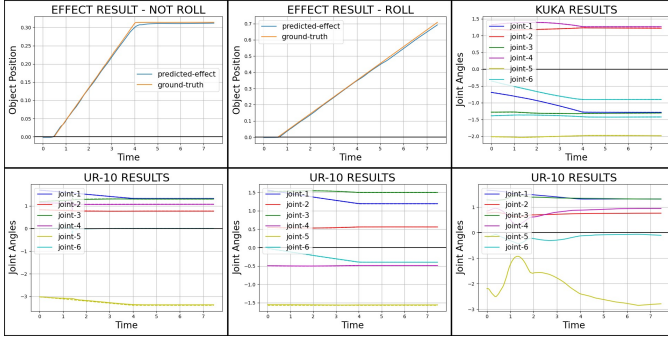 EFFECT RESULT - NOT ROLL
0.30
0.25
0.20
0.15
0.10
0.05
0.00
Object Position
predicted-effect
ground-truth
0 1 2 3 4 5 6 7
Time
EFFECT RESULT - ROLL
0.7
0.6
0.5
0.4
0.3
0.2
0.1
0.0
Object Position
predicted-effect
ground-truth
0 1 2 3 4 5 6 7
Time
KUKA RESULTS
1.5
1.0
0.5
0.0
−0.5
−1.0
−1.5
−2.0
Joint Angles
joint-1
joint-2
joint-3
joint-4
joint-5
joint-6
0 1 2 3 4 5 6 7
Time
UR-10 RESULTS
1
0
−1
−2
−3
Joint Angles
joint-1
joint-2
joint-3
joint-4
joint-5
joint-6
0 1 2 3 4 5 6 7
Time
UR-10 RESULTS
1.5
1.0
0.5
0.0
−0.5
−1.0
−1.5
Joint Angles
joint-1
joint-2
joint-3
joint-4
joint-5
joint-6
0 1 2 3 4 5 6 7
Time
UR-10 RESULTS
1
0
−1
−2
−3
Joint Angles
joint-1
joint-2
joint-3
joint-4
joint-5
joint-6
0 1 2 3 4 5 6 7
Time